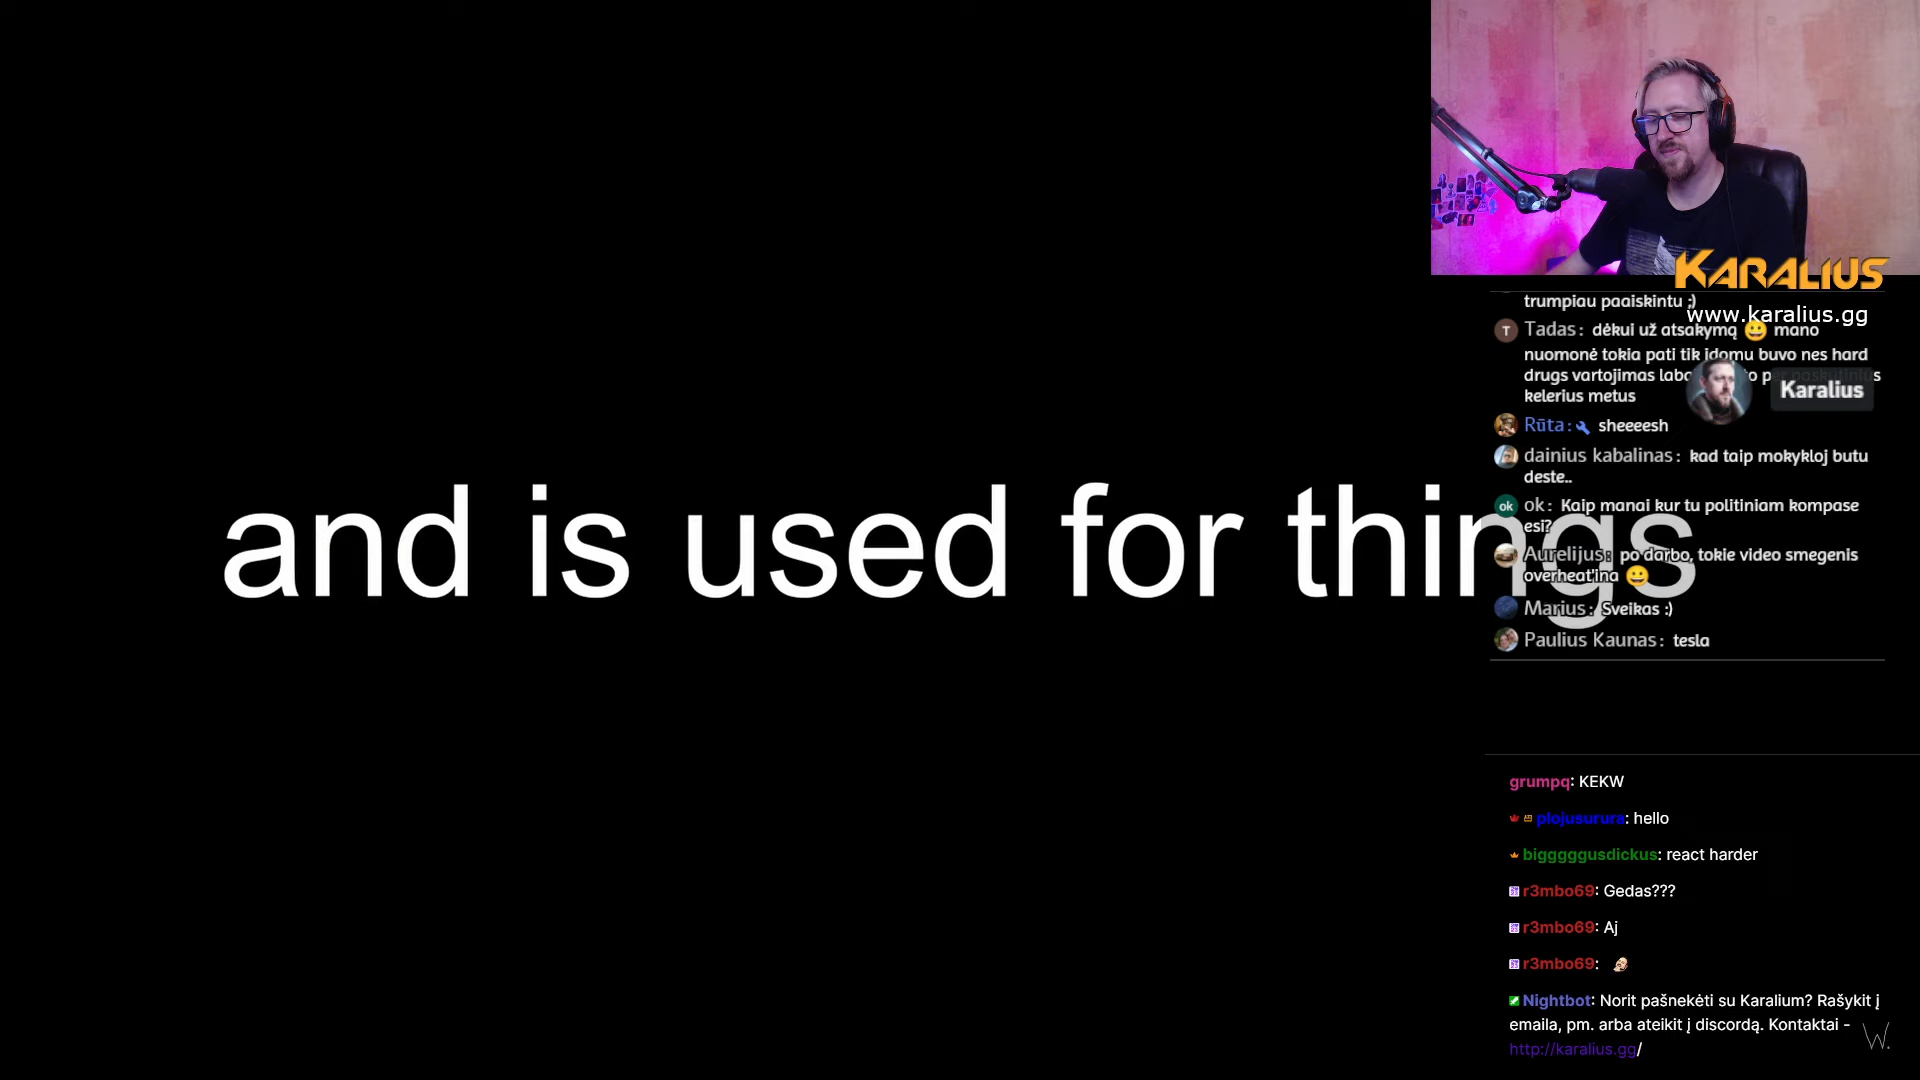 KARALIUS
www.karalius.gg
and is used for things
trumpiau paaiskintu ;)
Tadas: dėkui už atsakymą 😀 mano
nuomonė tokia pati tik įdomu buvo nes hard
drugs vartojimas
kelerius metus
Karalius
Rūta: sheeeesh
dainius kabalinas: kad taip mokykloj butu
deste..
ok ok: Kaip manai kur tu politiniam kompase
esi?
Aurelijus: po darbo, tokie video smegenis
overheat'ina 😀
Marius: Sveikas :)
Paulius Kaunas: tesla
grumpq: KEKW
plojusurura: hello
bigggggusdickus: react harder
r3mbo69: Gedas???
r3mbo69: Aj
r3mbo69:
Nightbot: Norit pašnekėti su Karalium? Rašykit į
emaila, pm. arba ateikit į discordą. Kontaktai -
http://karalius.gg/
W.